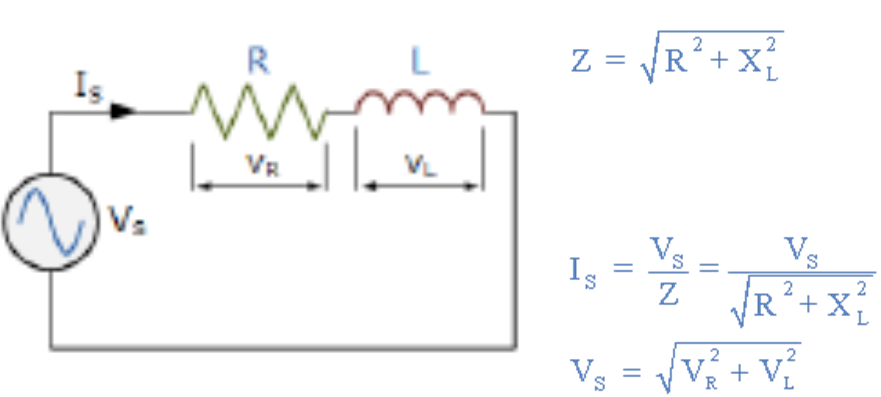 R
L
I_S
V_R
V_L
V_s
Z = √(R² + X_L²)
I_S = V_S / Z = V_S / √(R² + X_L²)
V_S = √(V_R² + V_L²)